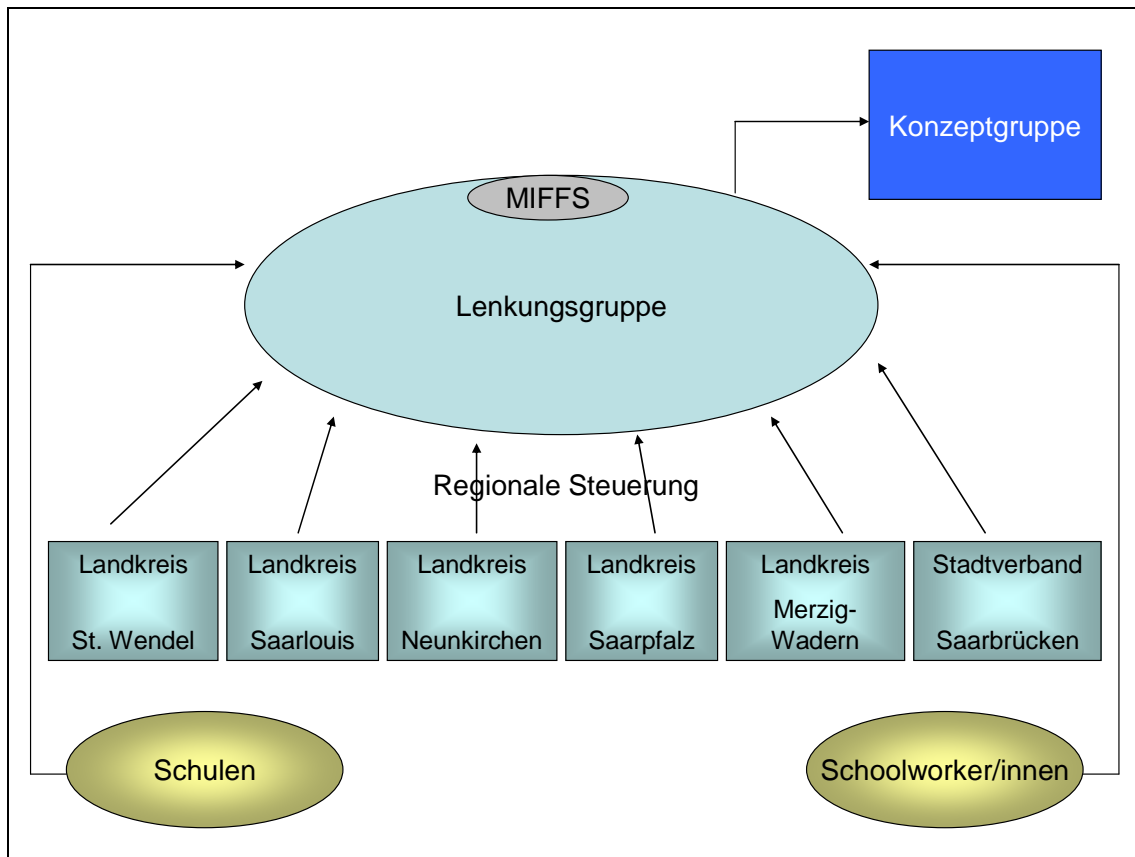 Konzeptgruppe
MIFFS
Lenkungsgruppe
Regionale Steuerung
Landkreis
St. Wendel
Landkreis
Saarlouis
Landkreis
Neunkirchen
Landkreis
Saarpfalz
Landkreis
Merzig-
Wadern
Stadtverband
Saarbrücken
Schulen
Schoolworker/innen